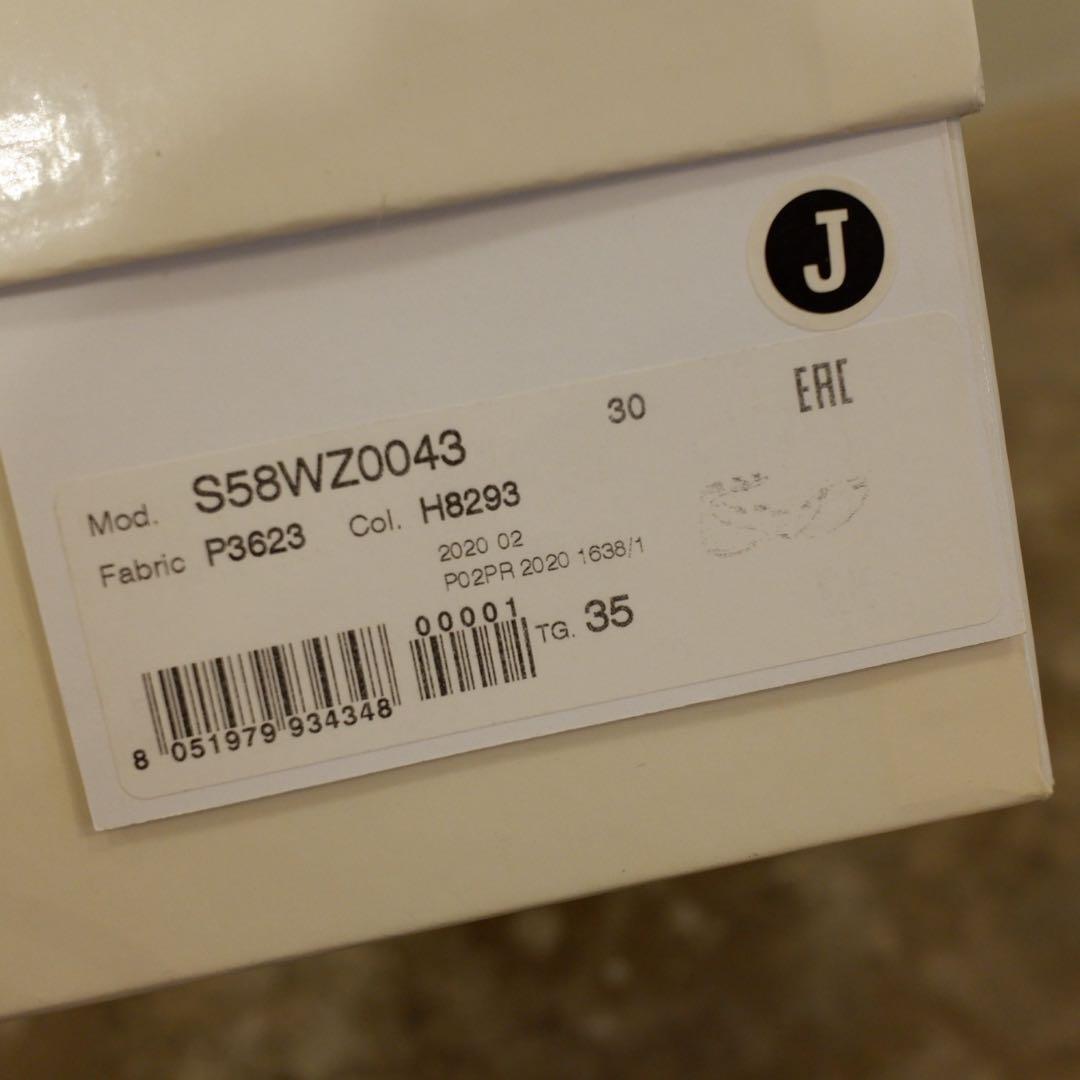 J
30
EAC
Mod. S58WZ0043
Fabric P3623 Col. H8293
2020 02
P02PR 2020 1638/1
00001
TG. 35
8 051979 934348